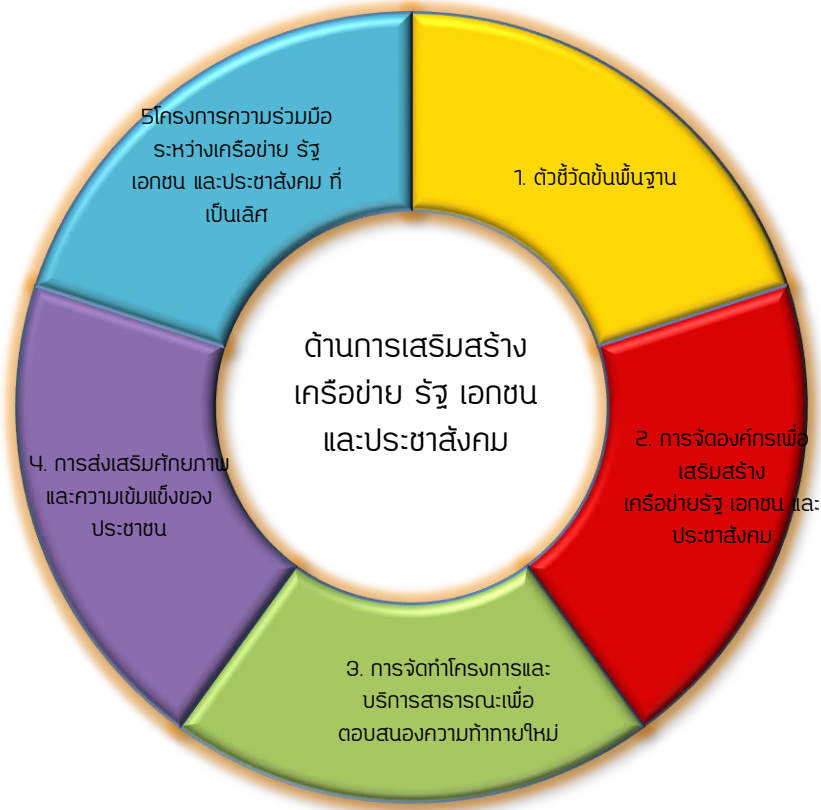 ด้านการเสริมสร้าง
เครือข่าย รัฐ เอกชน
และประชาสังคม
1. ตัวชี้วัดขั้นพื้นฐาน
2. การจัดองค์กรเพื่อ
เสริมสร้าง
เครือข่ายรัฐ เอกชน และ
ประชาสังคม
3. การจัดทำโครงการและ
บริการสาธารณะเพื่อ
ตอบสนองความท้าทายใหม่
4. การส่งเสริมศักยภาพ
และความเข้มแข็งของ
ประชาชน
5โครงการความร่วมมือ
ระหว่างเครือข่าย รัฐ
เอกชน และประชาสังคม ที่
เป็นเลิศ